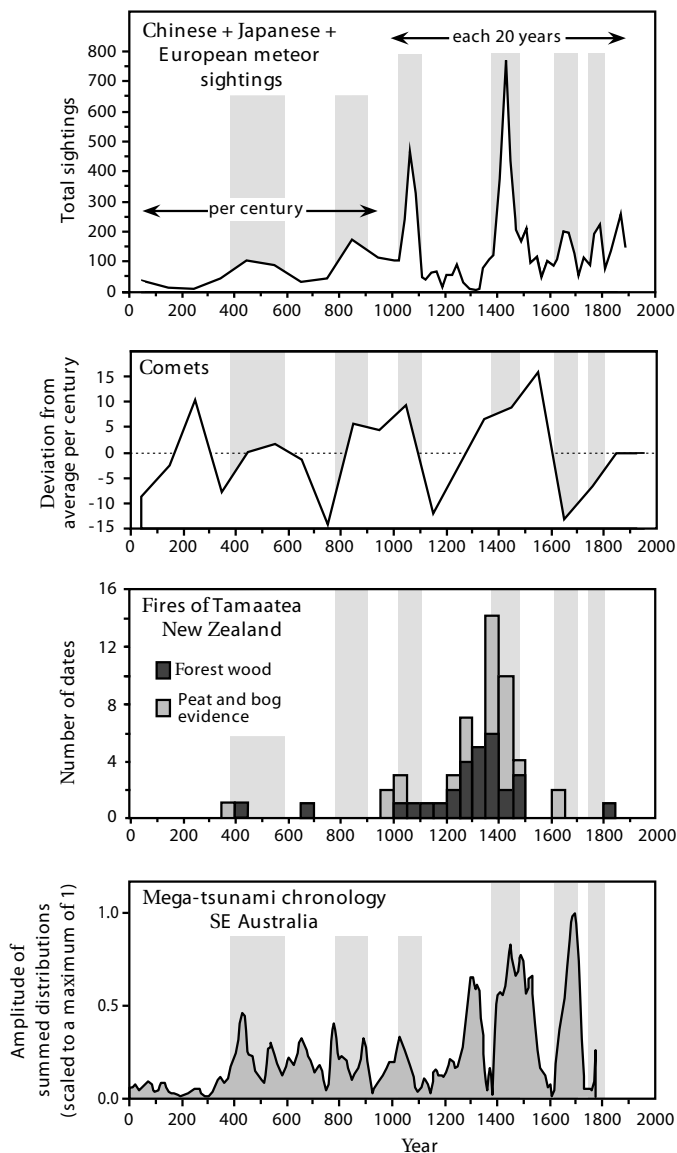 Chinese + Japanese +
European meteor
sightings
each 20 years
per century
Total sightings
800
700
600
500
400
300
200
100
0
0 200 400 600 800 1000 1200 1400 1600 1800 2000
Comets
Deviation from
average per century
15
10
5
0
-5
-10
-15
0 200 400 600 800 1000 1200 1400 1600 1800 2000
Fires of Tamaatea
New Zealand
Forest wood
Peat and bog
evidence
Number of dates
16
12
8
4
0
0 200 400 600 800 1000 1200 1400 1600 1800 2000
Mega-tsunami chronology
SE Australia
Amplitude of
summed distributions
(scaled to a maximum of 1)
1.0
0.5
0.0
0 200 400 600 800 1000 1200 1400 1600 1800 2000
Year